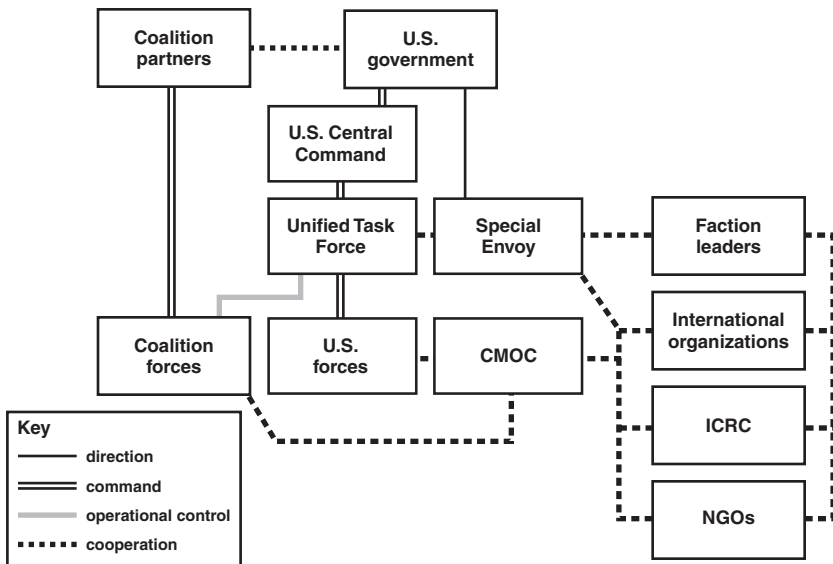 Coalition
partners
U.S.
government
U.S. Central
Command
Unified Task
Force
Special
Envoy
Faction
leaders
International
organizations
Coalition
forces
U.S.
forces
CMOC
ICRC
NGOs
Key
direction
command
operational control
cooperation